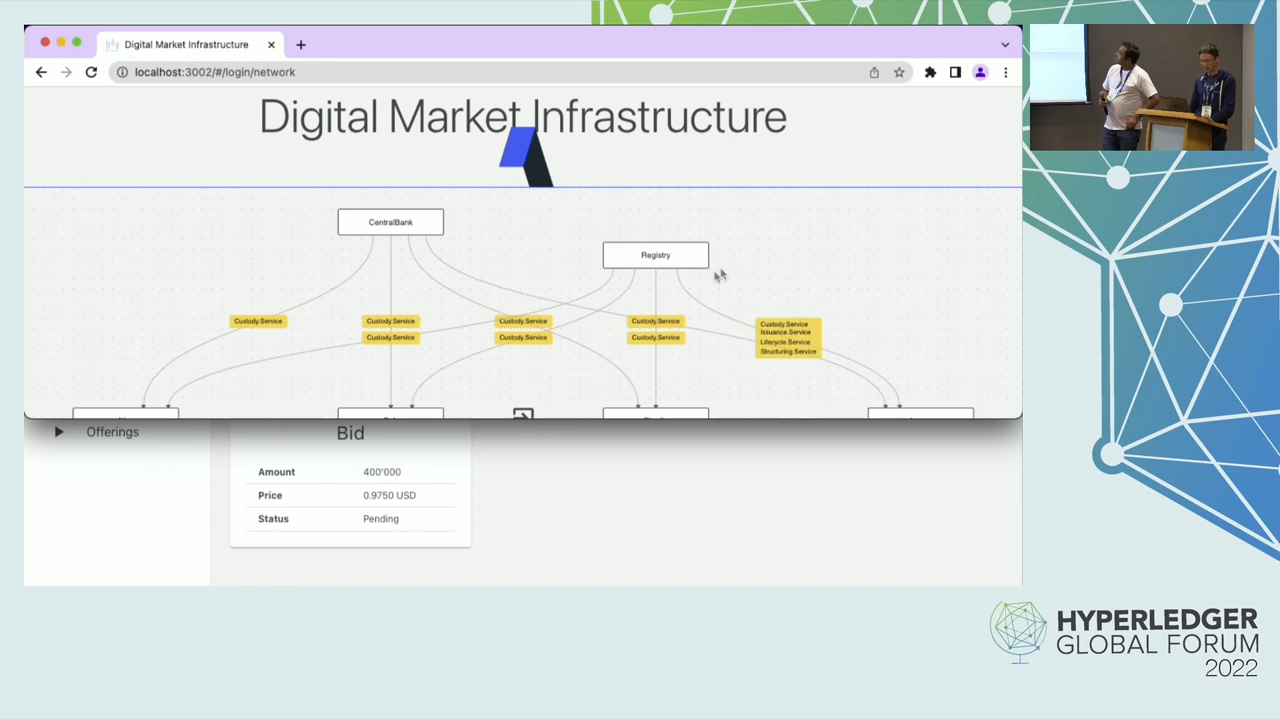 Digital Market Infrastructure
localhost:3002/#/login/network
Digital Market Infrastructure
CentralBank
Registry
Custody.Service
Custody.Service
Custody.Service
Custody.Service
Custody.Service
Custody.Service
Custody.Service
Custody.Service
Issuance.Service
Lifecycle.Service
Structuring.Service
Offerings
Bid
Amount 400'000
Price 0.9750 USD
Status Pending
HYPERLEDGER
GLOBAL FORUM
2022